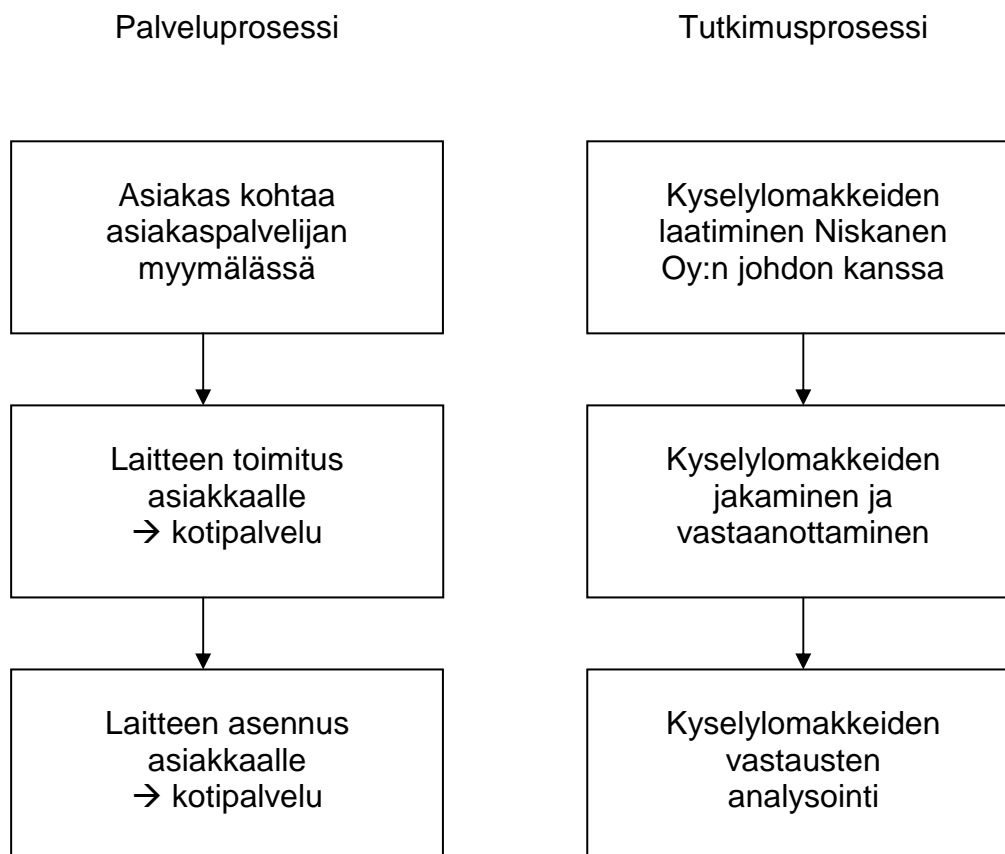 Palveluprosessi
Asiakas kohtaa
asiakaspalvelijan
myymälässä
Laitteen toimitus
asiakkaalle
→ kotipalvelu
Laitteen asennus
asiakkaalle
→ kotipalvelu
Tutkimusprosessi
Kyselylomakkeiden
laatiminen Niskanen
Oy:n johdon kanssa
Kyselylomakkeiden
jakaminen ja
vastaanottaminen
Kyselylomakkeiden
vastausten
analysointi